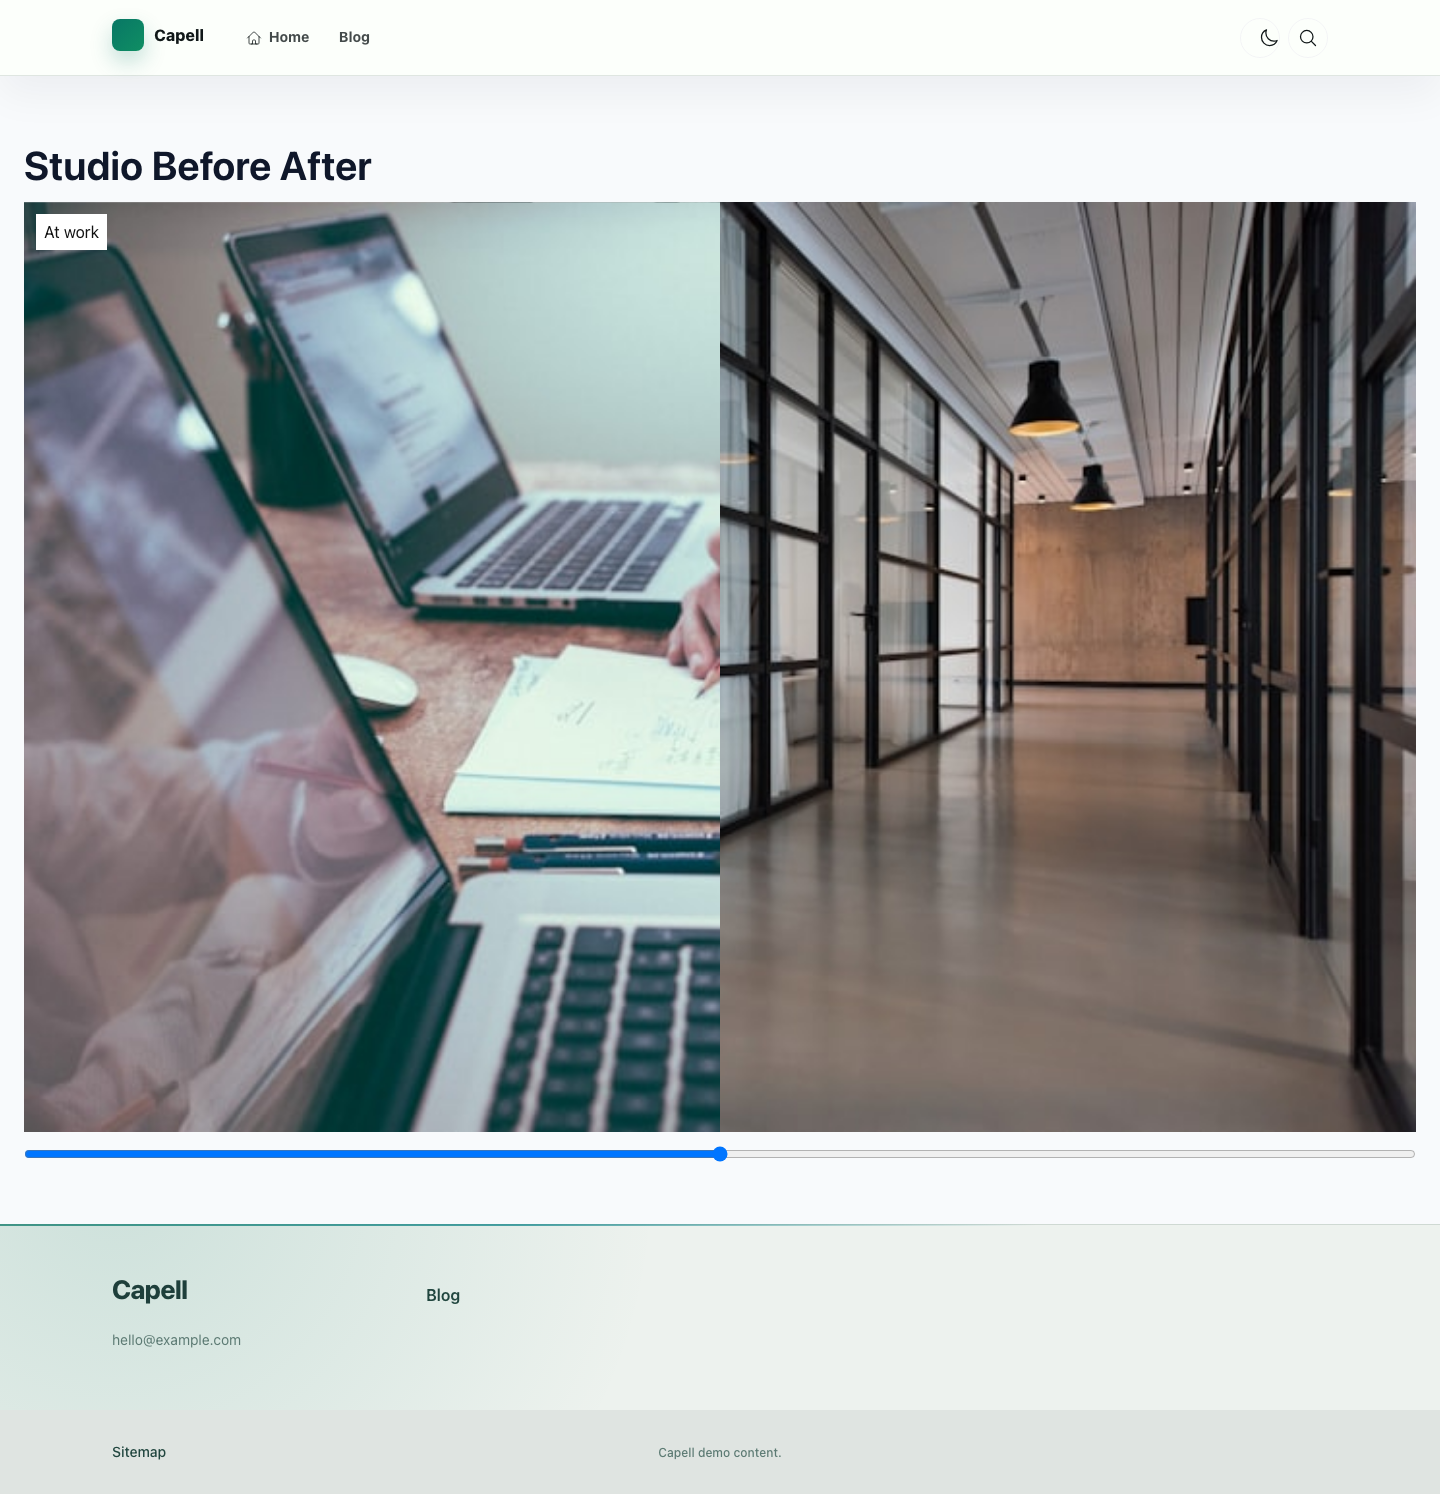 Capell
Home
Blog
Studio Before After
At work
Capell
Blog
hello@example.com
Sitemap
Capell demo content.